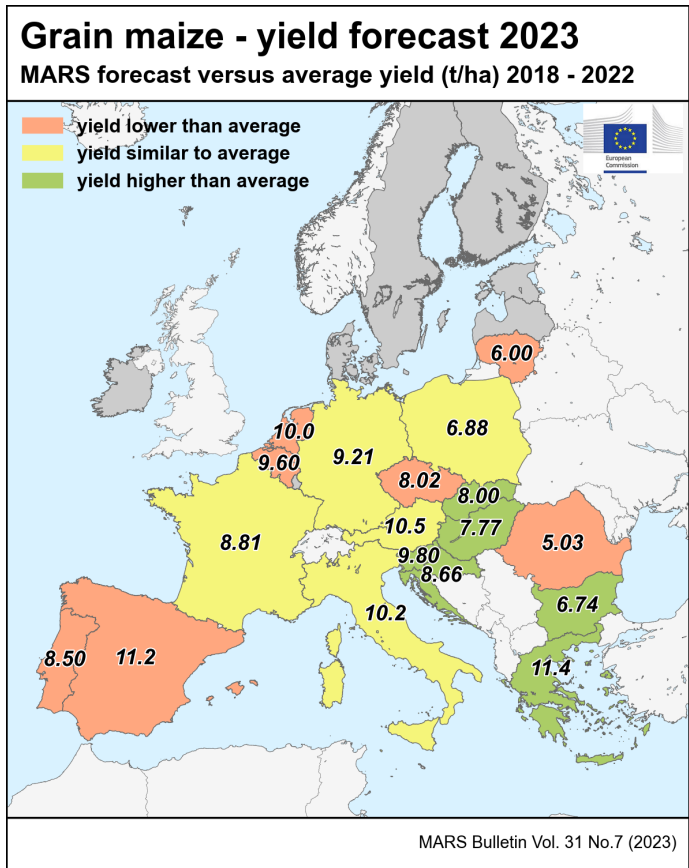 Grain maize - yield forecast 2023
MARS forecast versus average yield (t/ha) 2018 - 2022
yield lower than average
yield similar to average
yield higher than average
European
Commission
6.00
10.0
6.88
9.60
9.21
8.02
8.00
10.5
7.77
8.81
5.03
9.80
8.66
10.2
6.74
8.50
11.2
11.4
MARS Bulletin Vol. 31 No.7 (2023)